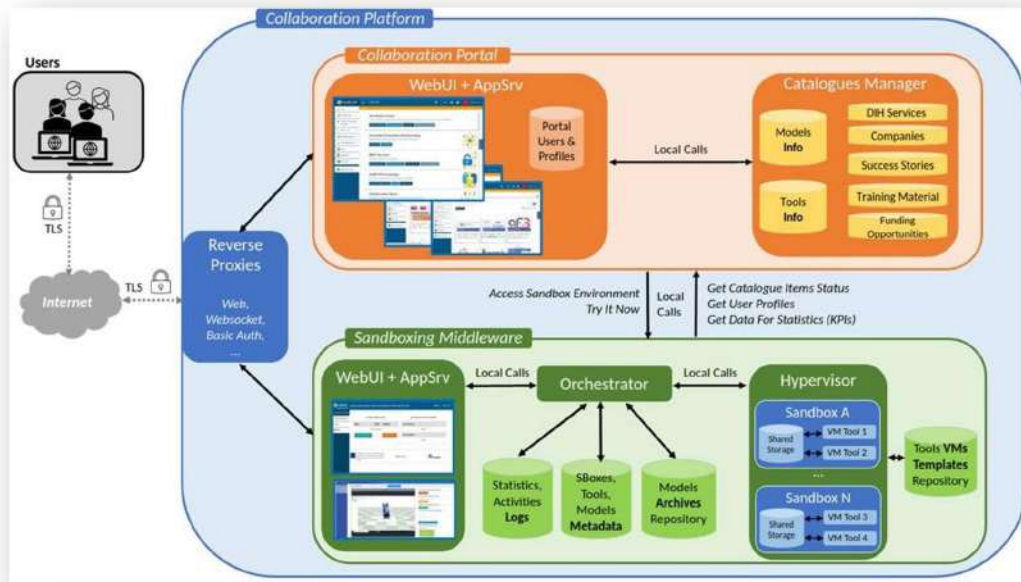 Collaboration Platform
Users
TLS
Internet
TLS
Reverse
Proxies
Web,
Websocket,
Basic Auth,
...
Collaboration Portal
WebUI + AppSrv
Portal
Users &
Profiles
Local Calls
Catalogues Manager
Models
Info
Tools
Info
DIH Services
Companies
Success Stories
Training Material
Funding
Opportunities
Access Sandbox Environment
Try It Now
Local
Calls
Get Catalogue Items Status
Get User Profiles
Get Data For Statistics (KPIs)
Sandboxing Middleware
WebUI + AppSrv
Local Calls
Orchestrator
Local Calls
Statistics,
Activities
Logs
SBoxes,
Tools,
Models
Metadata
Models
Archives
Repository
Hypervisor
Sandbox A
Shared
Storage
VM Tool 1
VM Tool 2
...
Sandbox N
Shared
Storage
VM Tool 3
VM Tool 4
Tools VMs
Templates
Repository